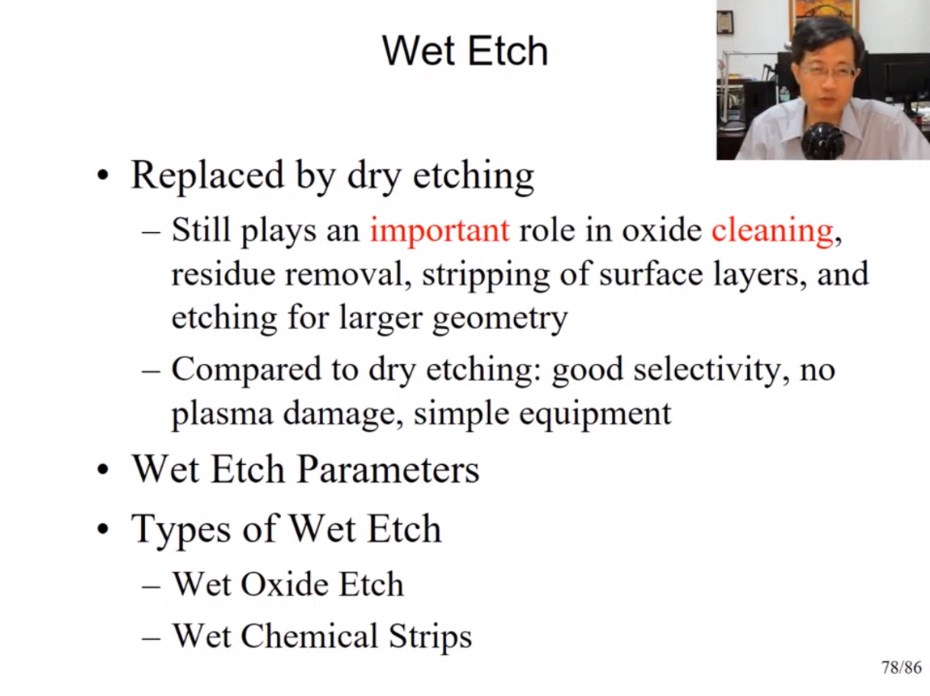 Wet Etch
• Replaced by dry etching
– Still plays an important role in oxide cleaning,
residue removal, stripping of surface layers, and
etching for larger geometry
– Compared to dry etching: good selectivity, no
plasma damage, simple equipment
• Wet Etch Parameters
• Types of Wet Etch
– Wet Oxide Etch
– Wet Chemical Strips
78/86